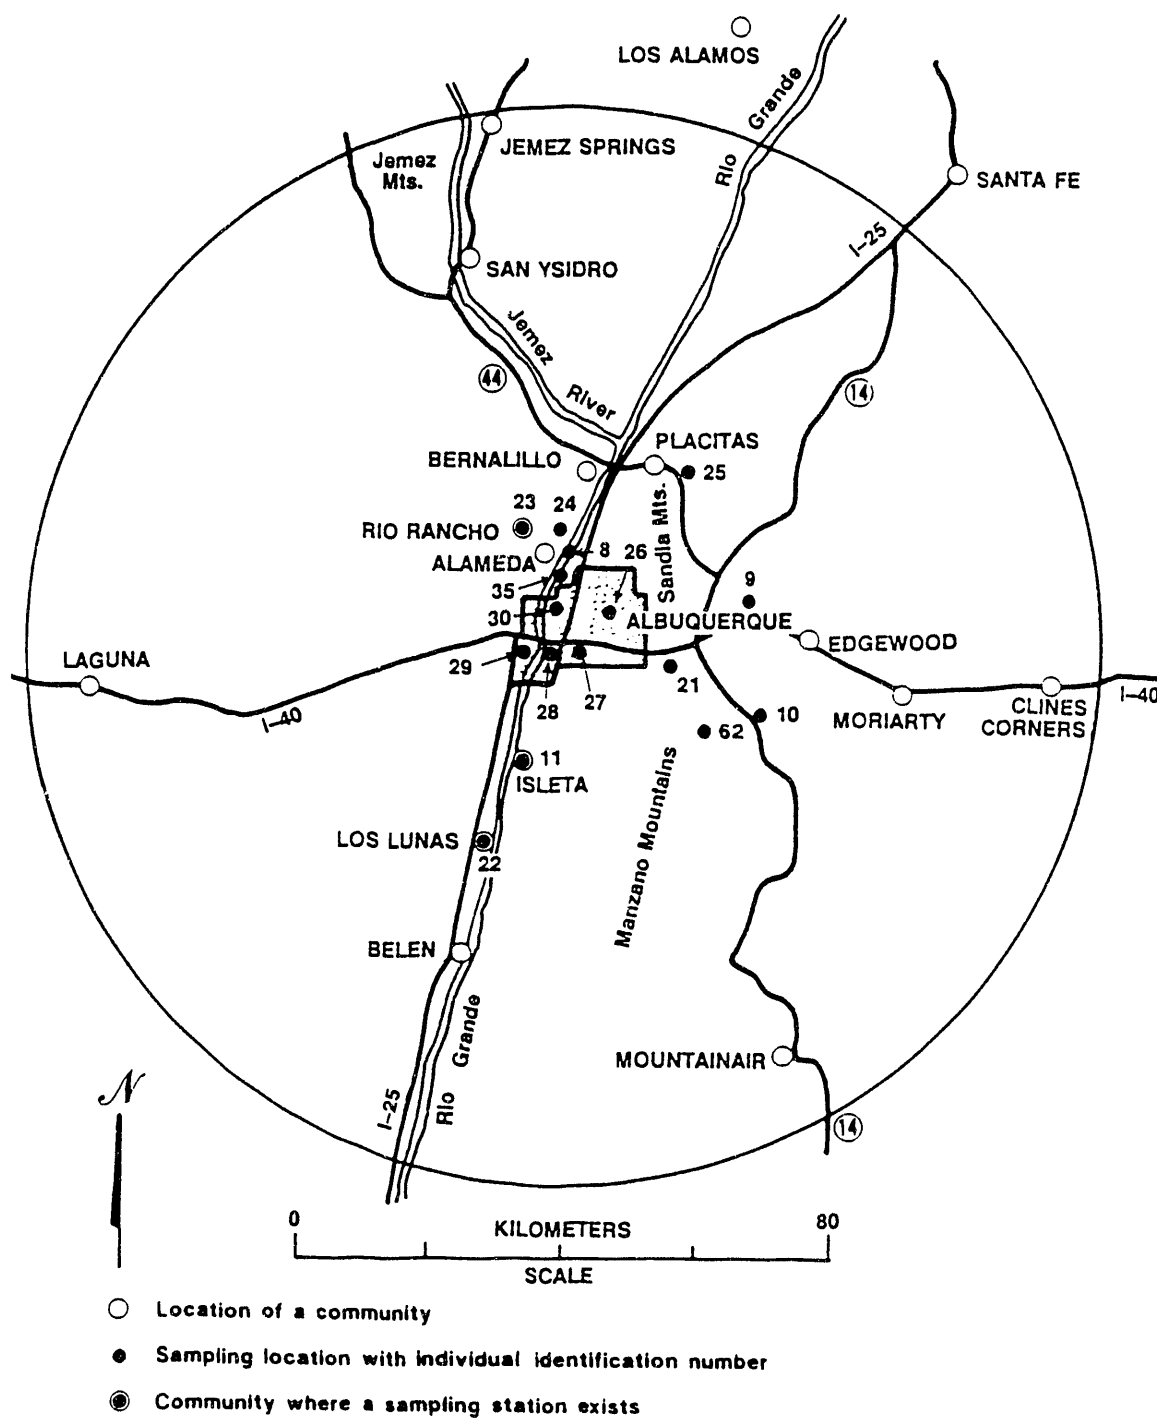 LOS ALAMOS
Rio Grande
JEMEZ SPRINGS
Jemez
Mts.
SANTA FE
I-25
SAN YSIDRO
Jemez River
44
14
PLACITAS
BERNALILLO
25
Sandia Mts.
23
24
RIO RANCHO
8
26
ALAMEDA
9
35
30
ALBUQUERQUE
EDGEWOOD
LAGUNA
29
21
27
28
I-40
I-40
CLINES
CORNERS
MORIARTY
10
62
11
ISLETA
Manzano Mountains
LOS LUNAS
22
BELEN
Rio Grande
MOUNTAINAIR
N
I-25
14
0
KILOMETERS
80
SCALE
Location of a community
Sampling location with individual identification number
Community where a sampling station exists